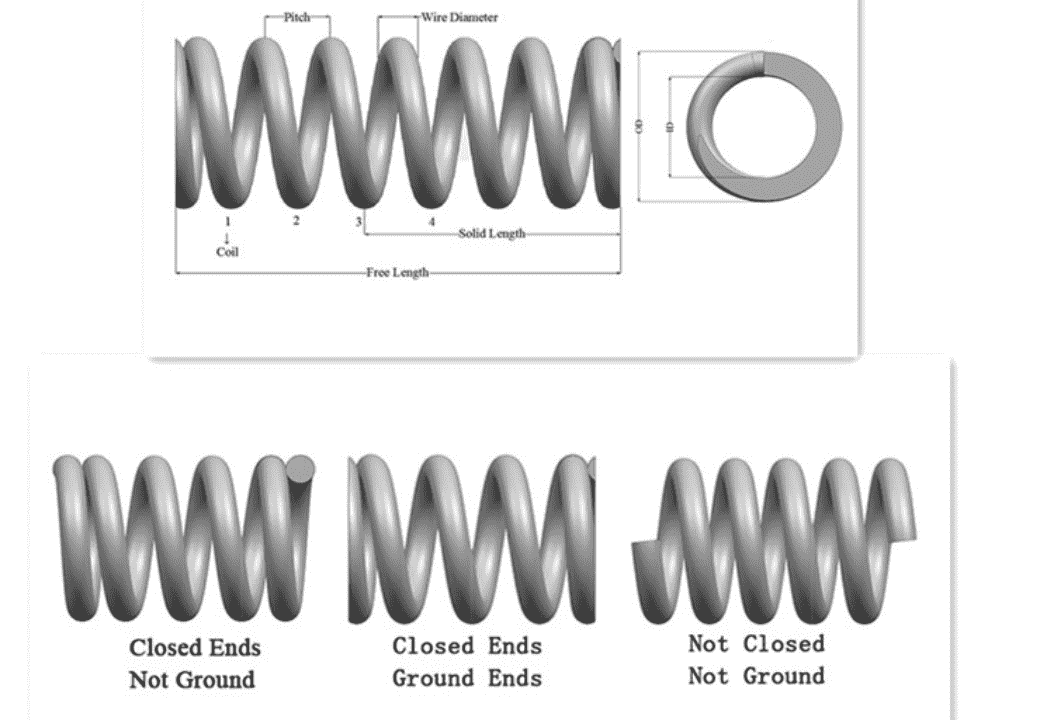 Pitch
Wire Diameter
OD
ID
1
2
3
4
Coil
Solid Length
Free Length
Closed Ends
Not Ground
Closed Ends
Ground Ends
Not Closed
Not Ground